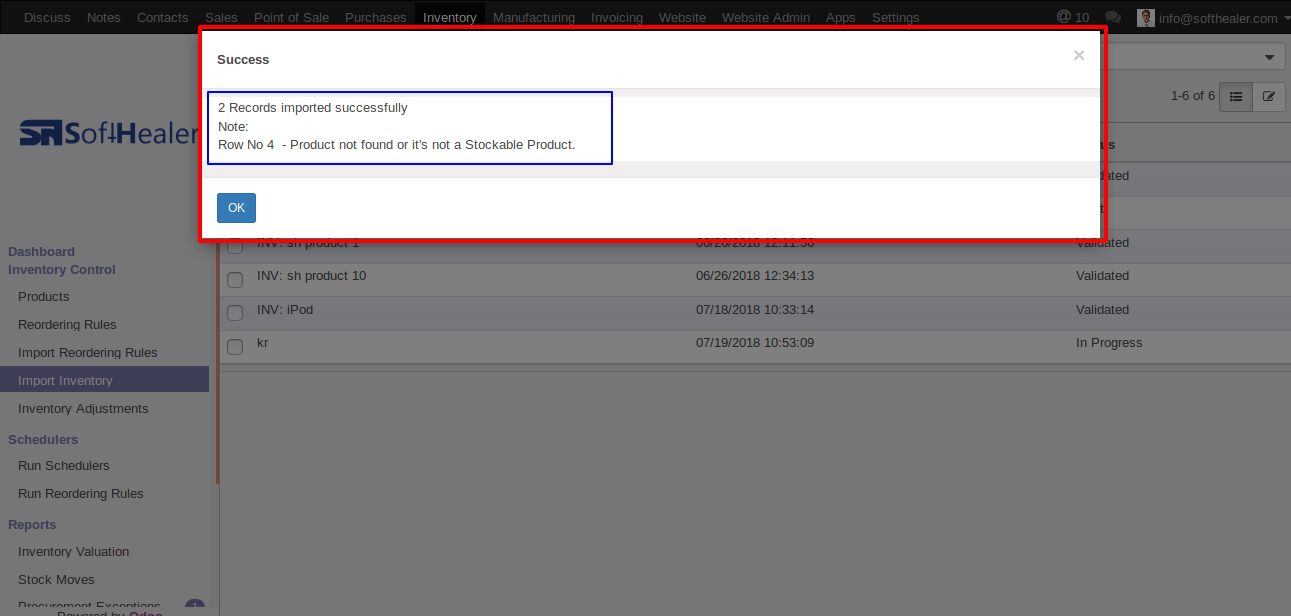 Discuss Notes Contacts Sales Point of Sale Purchases Inventory Manufacturing Invoicing Website Website Admin Apps Settings @ 10 info@softhealer.com
Success ×
2 Records imported successfully
Note:
Row No 4 - Product not found or it's not a Stockable Product.
OK
1-6 of 6
SoftHealer
Dashboard
Inventory Control
Products
Reordering Rules
Import Reordering Rules
Import Inventory
Inventory Adjustments
Schedulers
Run Schedulers
Run Reordering Rules
Reports
Inventory Valuation
Stock Moves
Procurement Exceptions 1
Powered by Odoo
INV: sh product 1 06/26/2018 12:11:56 Validated
INV: sh product 10 06/26/2018 12:34:13 Validated
INV: iPod 07/18/2018 10:33:14 Validated
kr 07/19/2018 10:53:09 In Progress